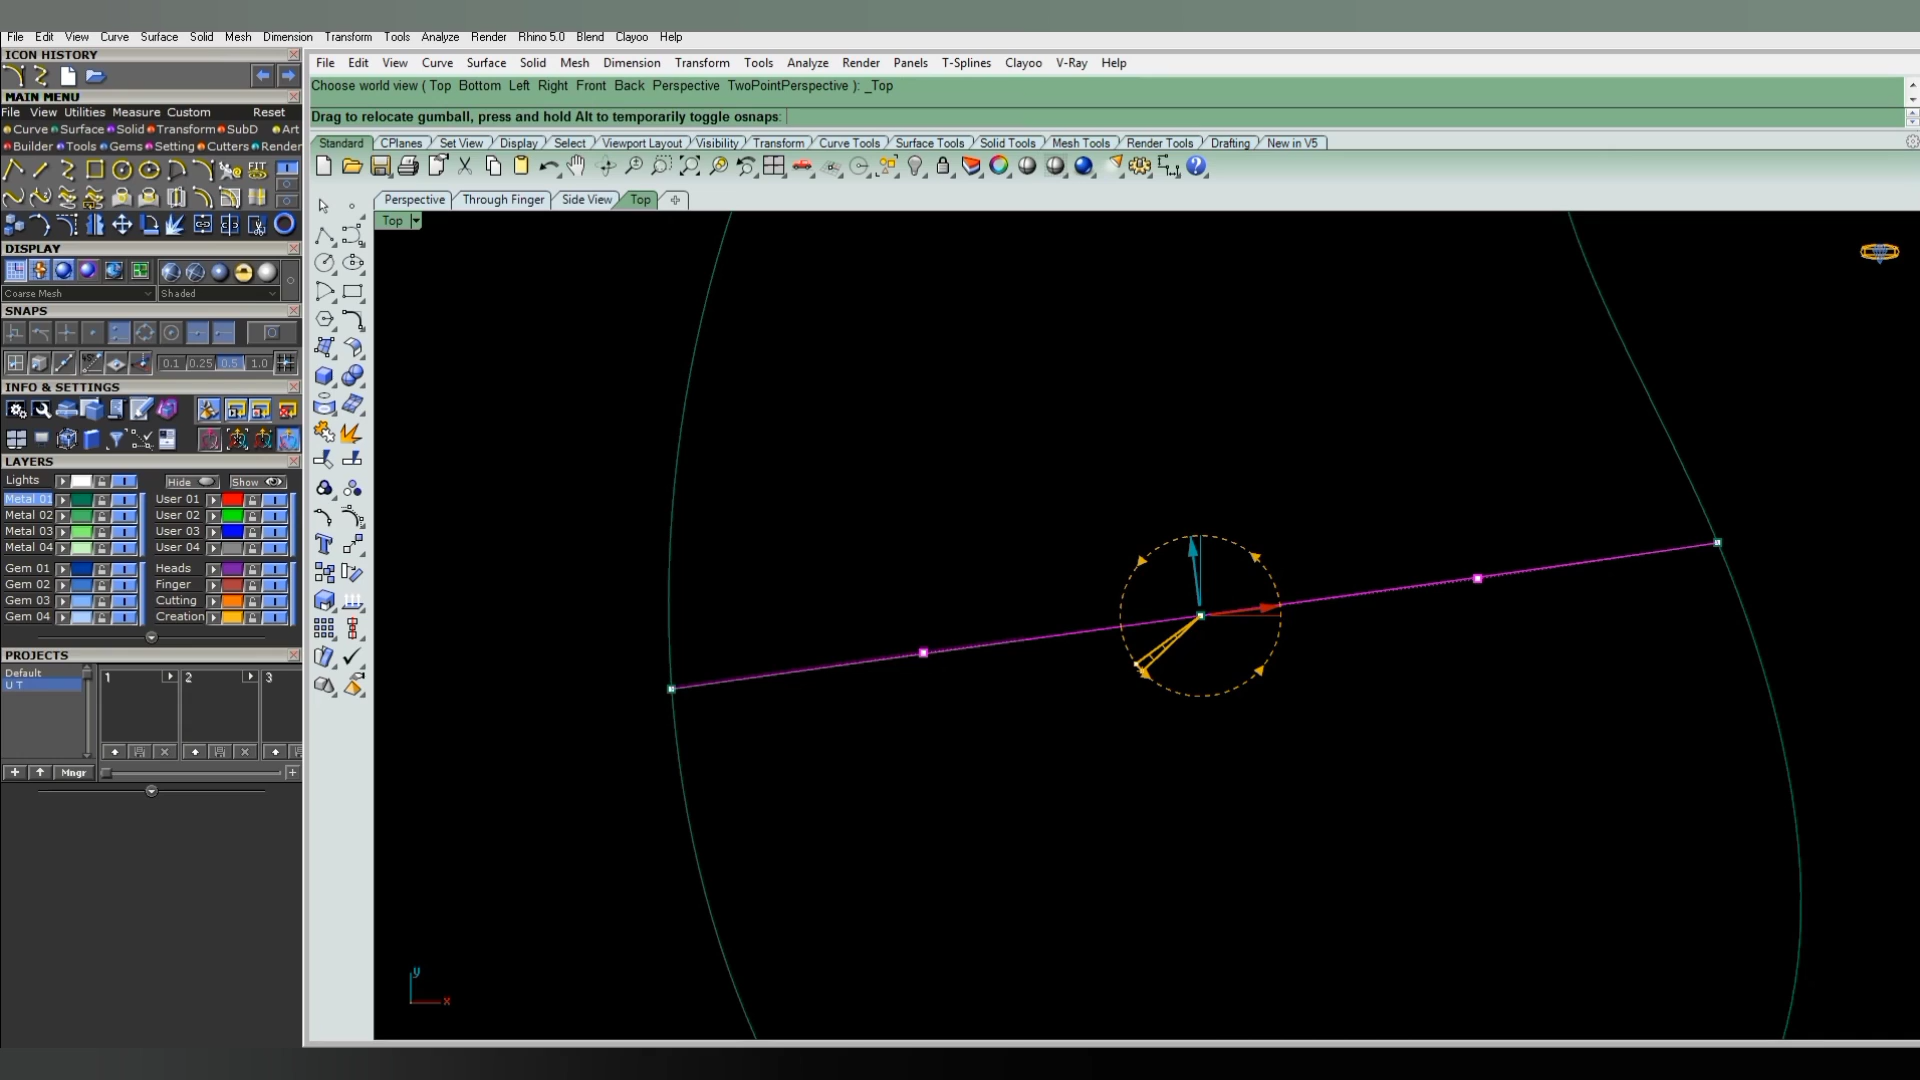 File Edit View Curve Surface Solid Mesh Dimension Transform Tools Analyze Render Rhino 5.0 Blend Clayoo Help
ICON HISTORY
MAIN MENU
File View Utilities Measure Custom Reset
Curve Surface Solid Transform SubD Art
Builder Tools Gems Setting Cutters Render
FIT
DISPLAY
Coarse Mesh Shaded
SNAPS
0.1 0.25 0.5 1.0
INFO & SETTINGS
LAYERS
Lights Hide Show
Metal 01 User 01
Metal 02 User 02
Metal 03 User 03
Metal 04 User 04
Gem 01 Heads
Gem 02 Finger
Gem 03 Cutting
Gem 04 Creation
PROJECTS
Default
U T
1 2 3
Mngr
File Edit View Curve Surface Solid Mesh Dimension Transform Tools Analyze Render Panels T-Splines Clayoo V-Ray Help
Choose world view ( Top Bottom Left Right Front Back Perspective TwoPointPerspective ): _Top
Drag to relocate gumball, press and hold Alt to temporarily toggle osnaps:
Standard CPlanes Set View Display Select Viewport Layout Visibility Transform Curve Tools Surface Tools Solid Tools Mesh Tools Render Tools Drafting New in V5
Perspective Through Finger Side View Top
Top
y
x